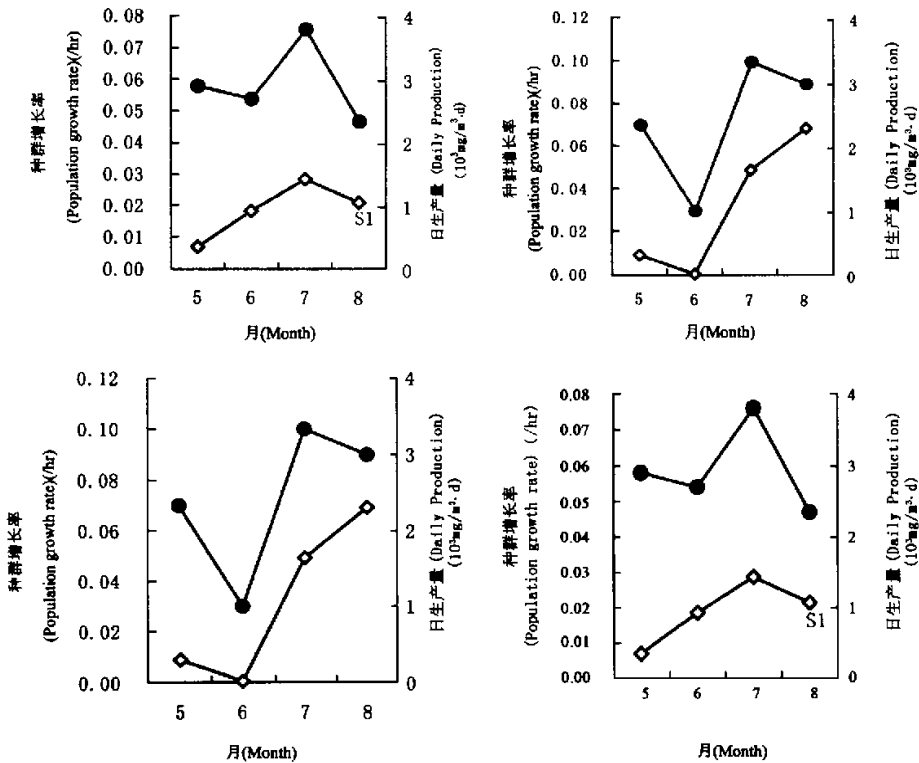 0.08
0.07
0.06
0.05
0.04
0.03
0.02
0.01
0.00
种群增长率
(Population growth rate)(/hr)
4
3
2
1
0
日生产量 (Daily Production)
(10³mg/m³·d)
S1
5 6 7 8
月(Month)
0.12
0.10
0.08
0.06
0.04
0.02
0.00
种群增长率
(Population growth rate)(/hr)
4
3
2
1
0
日生产量 (Daily Production)
(10³mg/m²·d)
5 6 7 8
月(Month)
0.12
0.10
0.08
0.06
0.04
0.02
0.00
种群增长率
(Population growth rate)(/hr)
4
3
2
1
0
日生产量 (Daily Production)
(10³mg/m²·d)
5 6 7 8
月(Month)
0.08
0.07
0.06
0.05
0.04
0.03
0.02
0.01
0.00
种群增长率
(Population growth rate) (/hr)
4
3
2
1
0
日生产量 (Daily Production)
(10³mg/m²·d)
S1
5 6 7 8
月(Month)